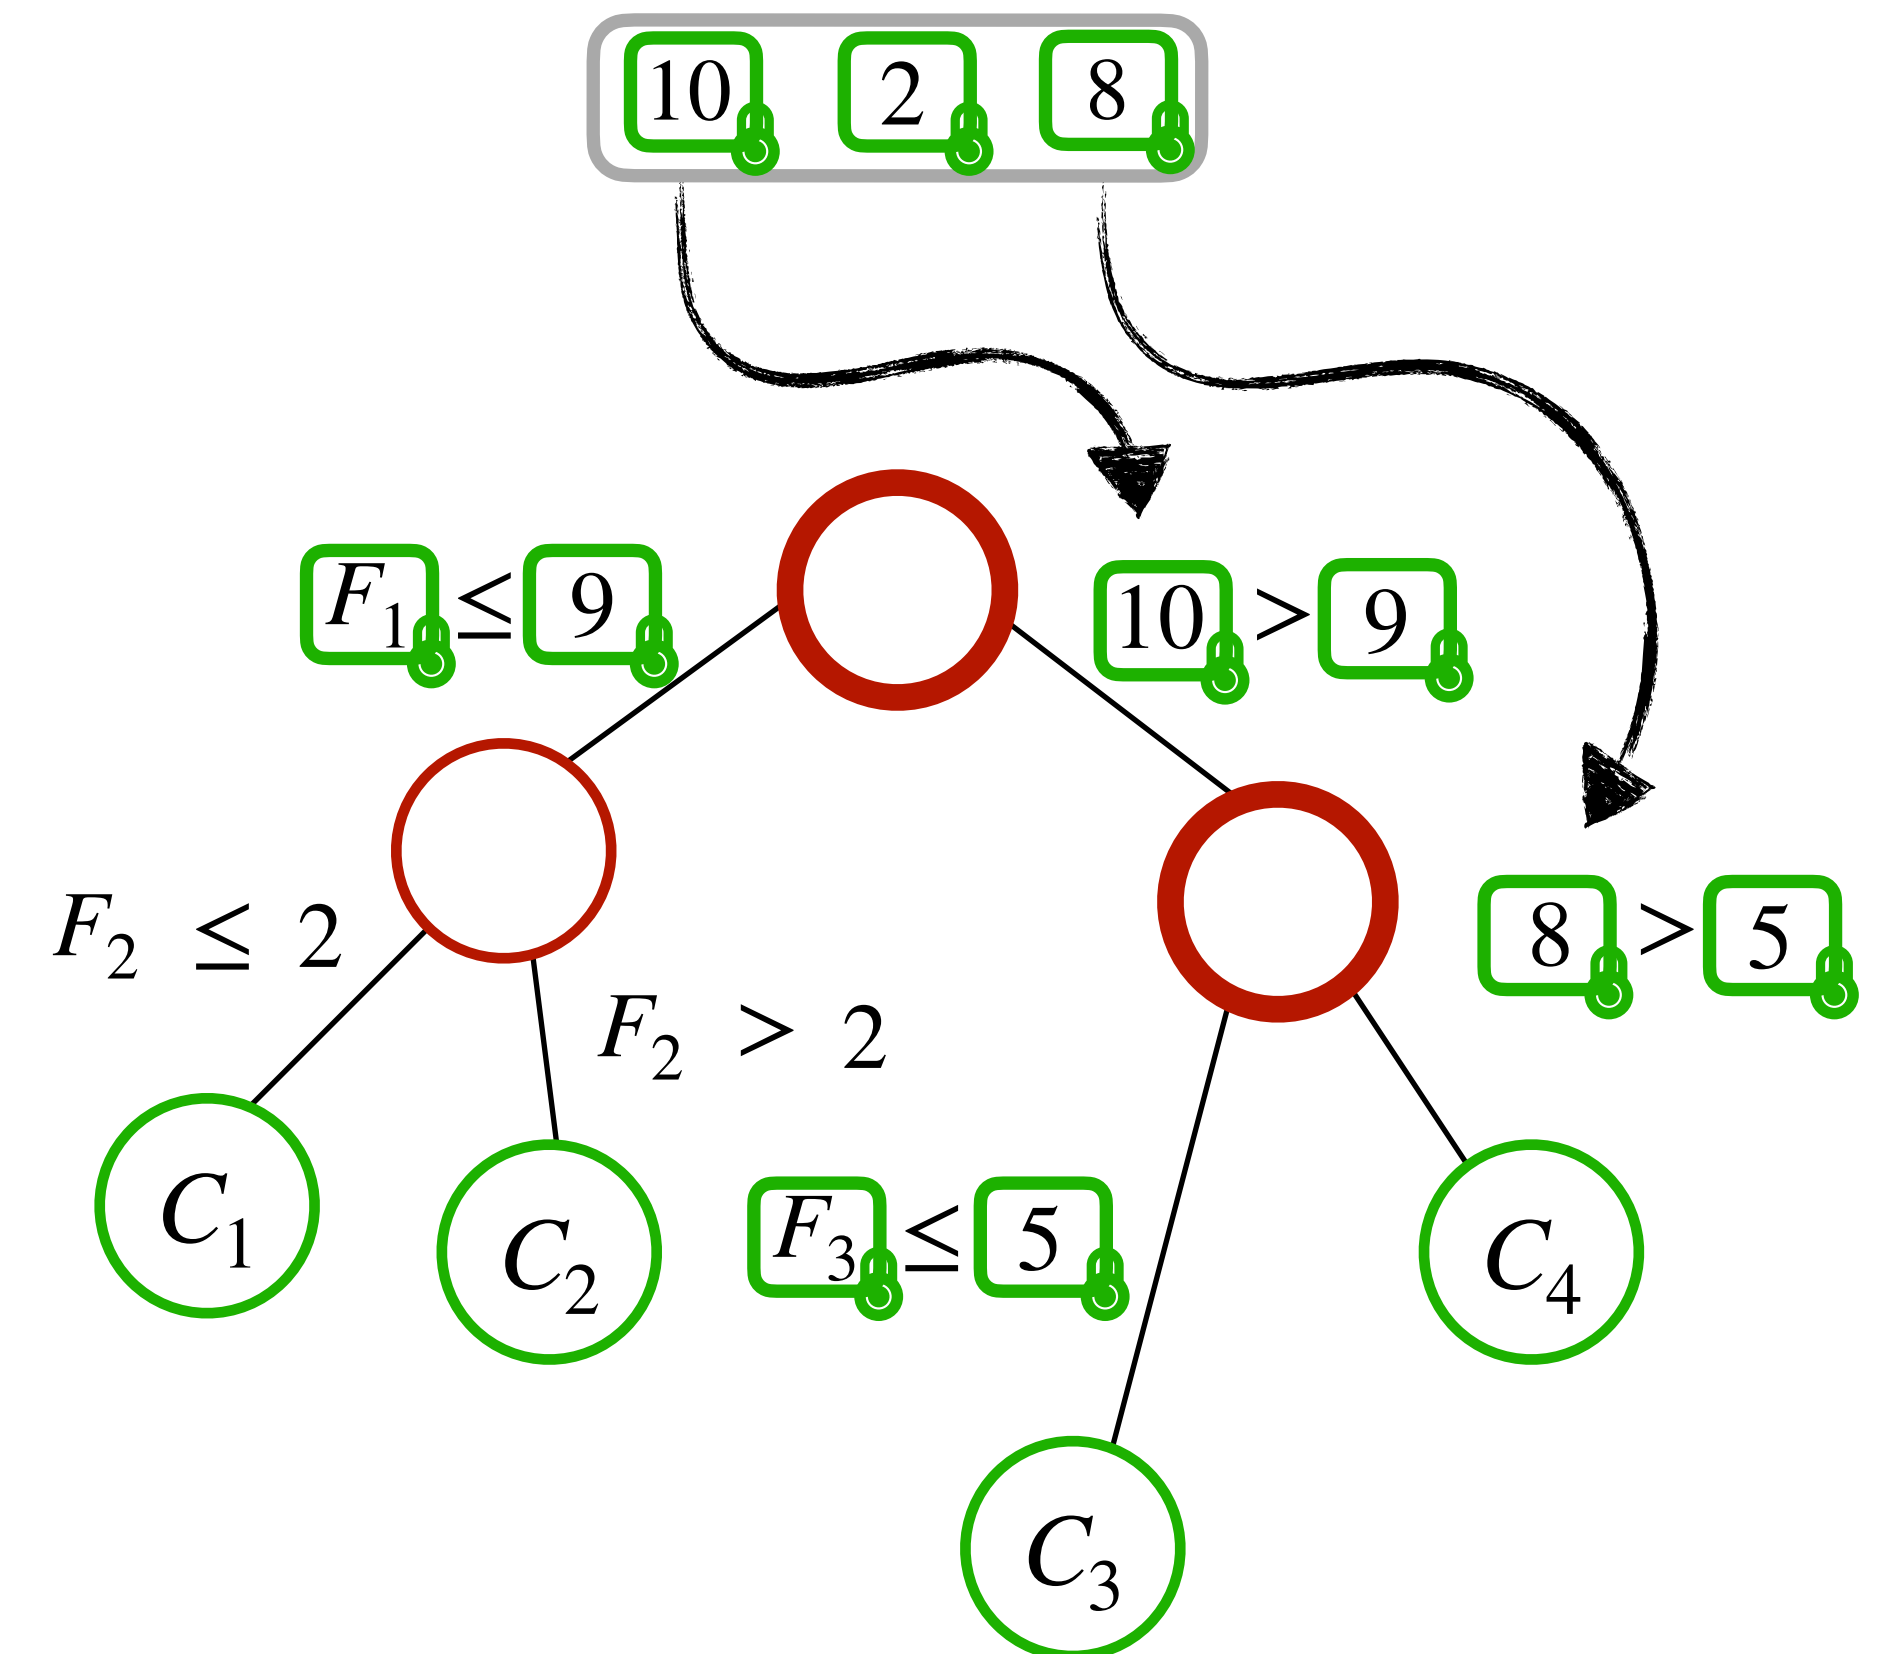 10 2 8
F₁ ≤ 9
10 > 9
F₂ ≤ 2
8 > 5
F₂ > 2
C₁
C₂
F₃ ≤ 5
C₄
C₃